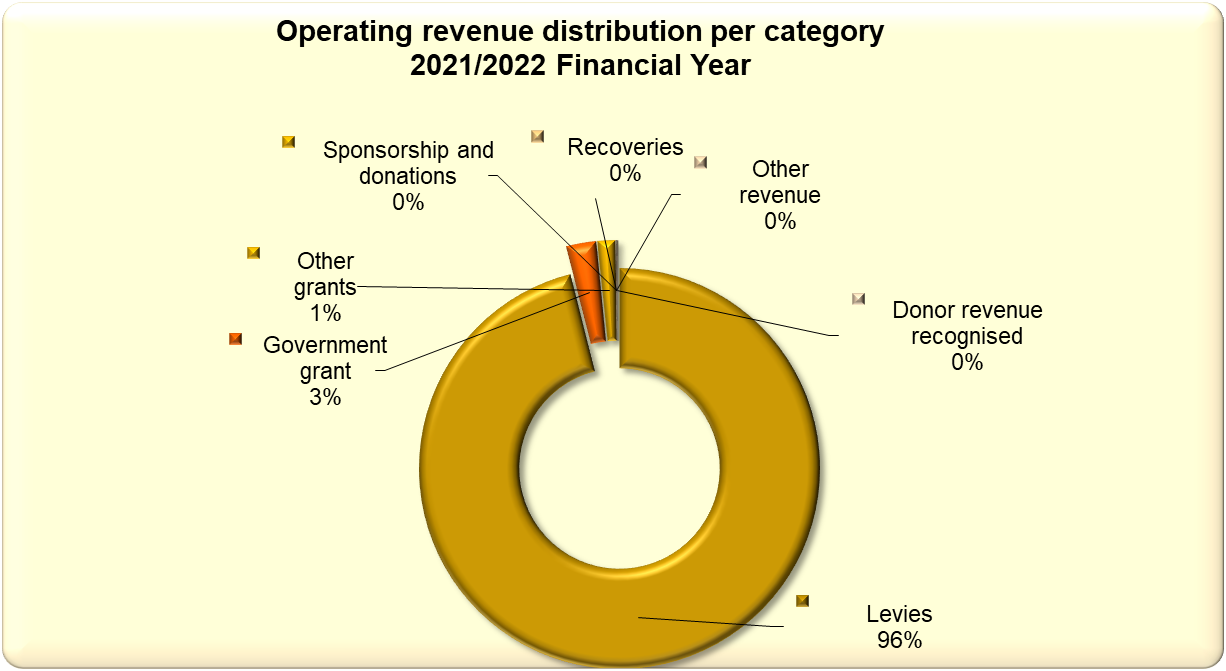 Operating revenue distribution per category
2021/2022 Financial Year
Sponsorship and
donations
0%
Recoveries
0%
Other
revenue
0%
Other
grants
1%
Government
grant
3%
Donor revenue
recognised
0%
Levies
96%